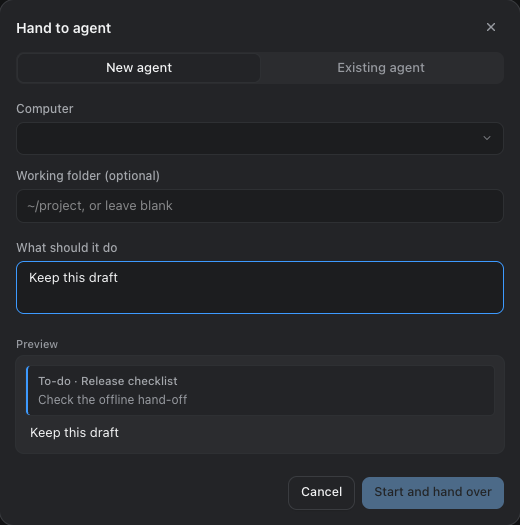 Hand to agent
New agent
Existing agent
Computer
Working folder (optional)
~/project, or leave blank
What should it do
Keep this draft
Preview
To-do · Release checklist
Check the offline hand-off
Keep this draft
Cancel
Start and hand over